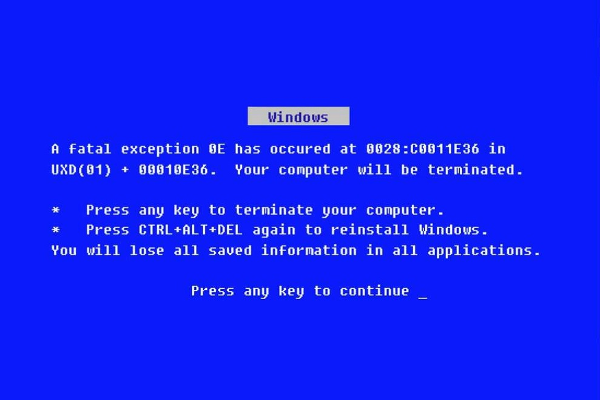 Windows
A fatal exception 0E has occured at 0028:C0011E36 in
UXD(01) + 00010E36.  Your computer will be terminated.
*   Press any key to terminate your computer.
*   Press CTRL+ALT+DEL again to reinstall Windows.
You will lose all saved information in all applications.
Press any key to continue _